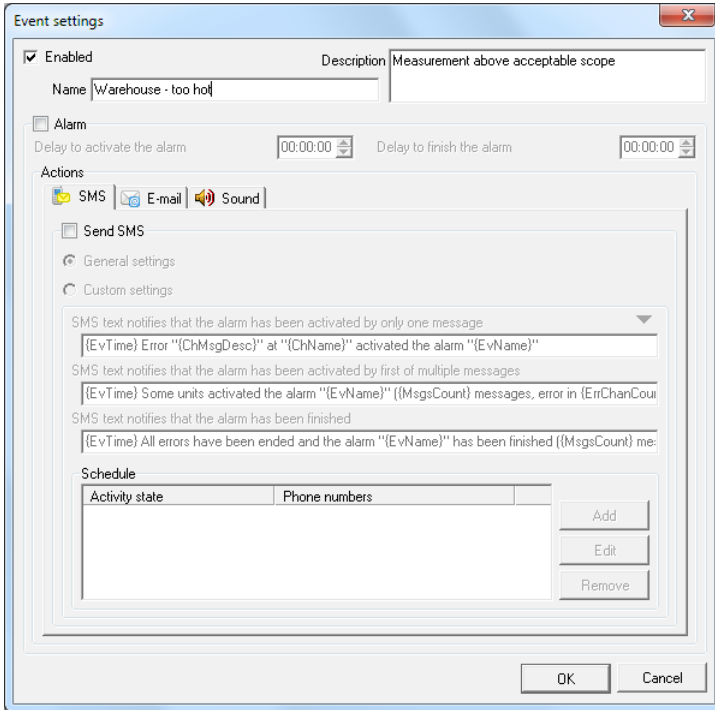 Event settings
Enabled
Description Measurement above acceptable scope
Name Warehouse - too hot
Alarm
Delay to activate the alarm 00:00:00 Delay to finish the alarm 00:00:00
Actions
SMS E-mail Sound
Send SMS
General settings
Custom settings
SMS text notifies that the alarm has been activated by only one message
{EvTime} Error "{ChMsgDesc}" at "{ChName}" activated the alarm "{EvName}"
SMS text notifies that the alarm has been activated by first of multiple messages
{EvTime} Some units activated the alarm "{EvName}" ({MsgsCount} messages, error in {ErrChanCour
SMS text notifies that the alarm has been finished
{EvTime} All errors have been ended and the alarm "{EvName}" has been finished ({MsgsCount} me
Schedule
Activity state Phone numbers
Add
Edit
Remove
OK Cancel